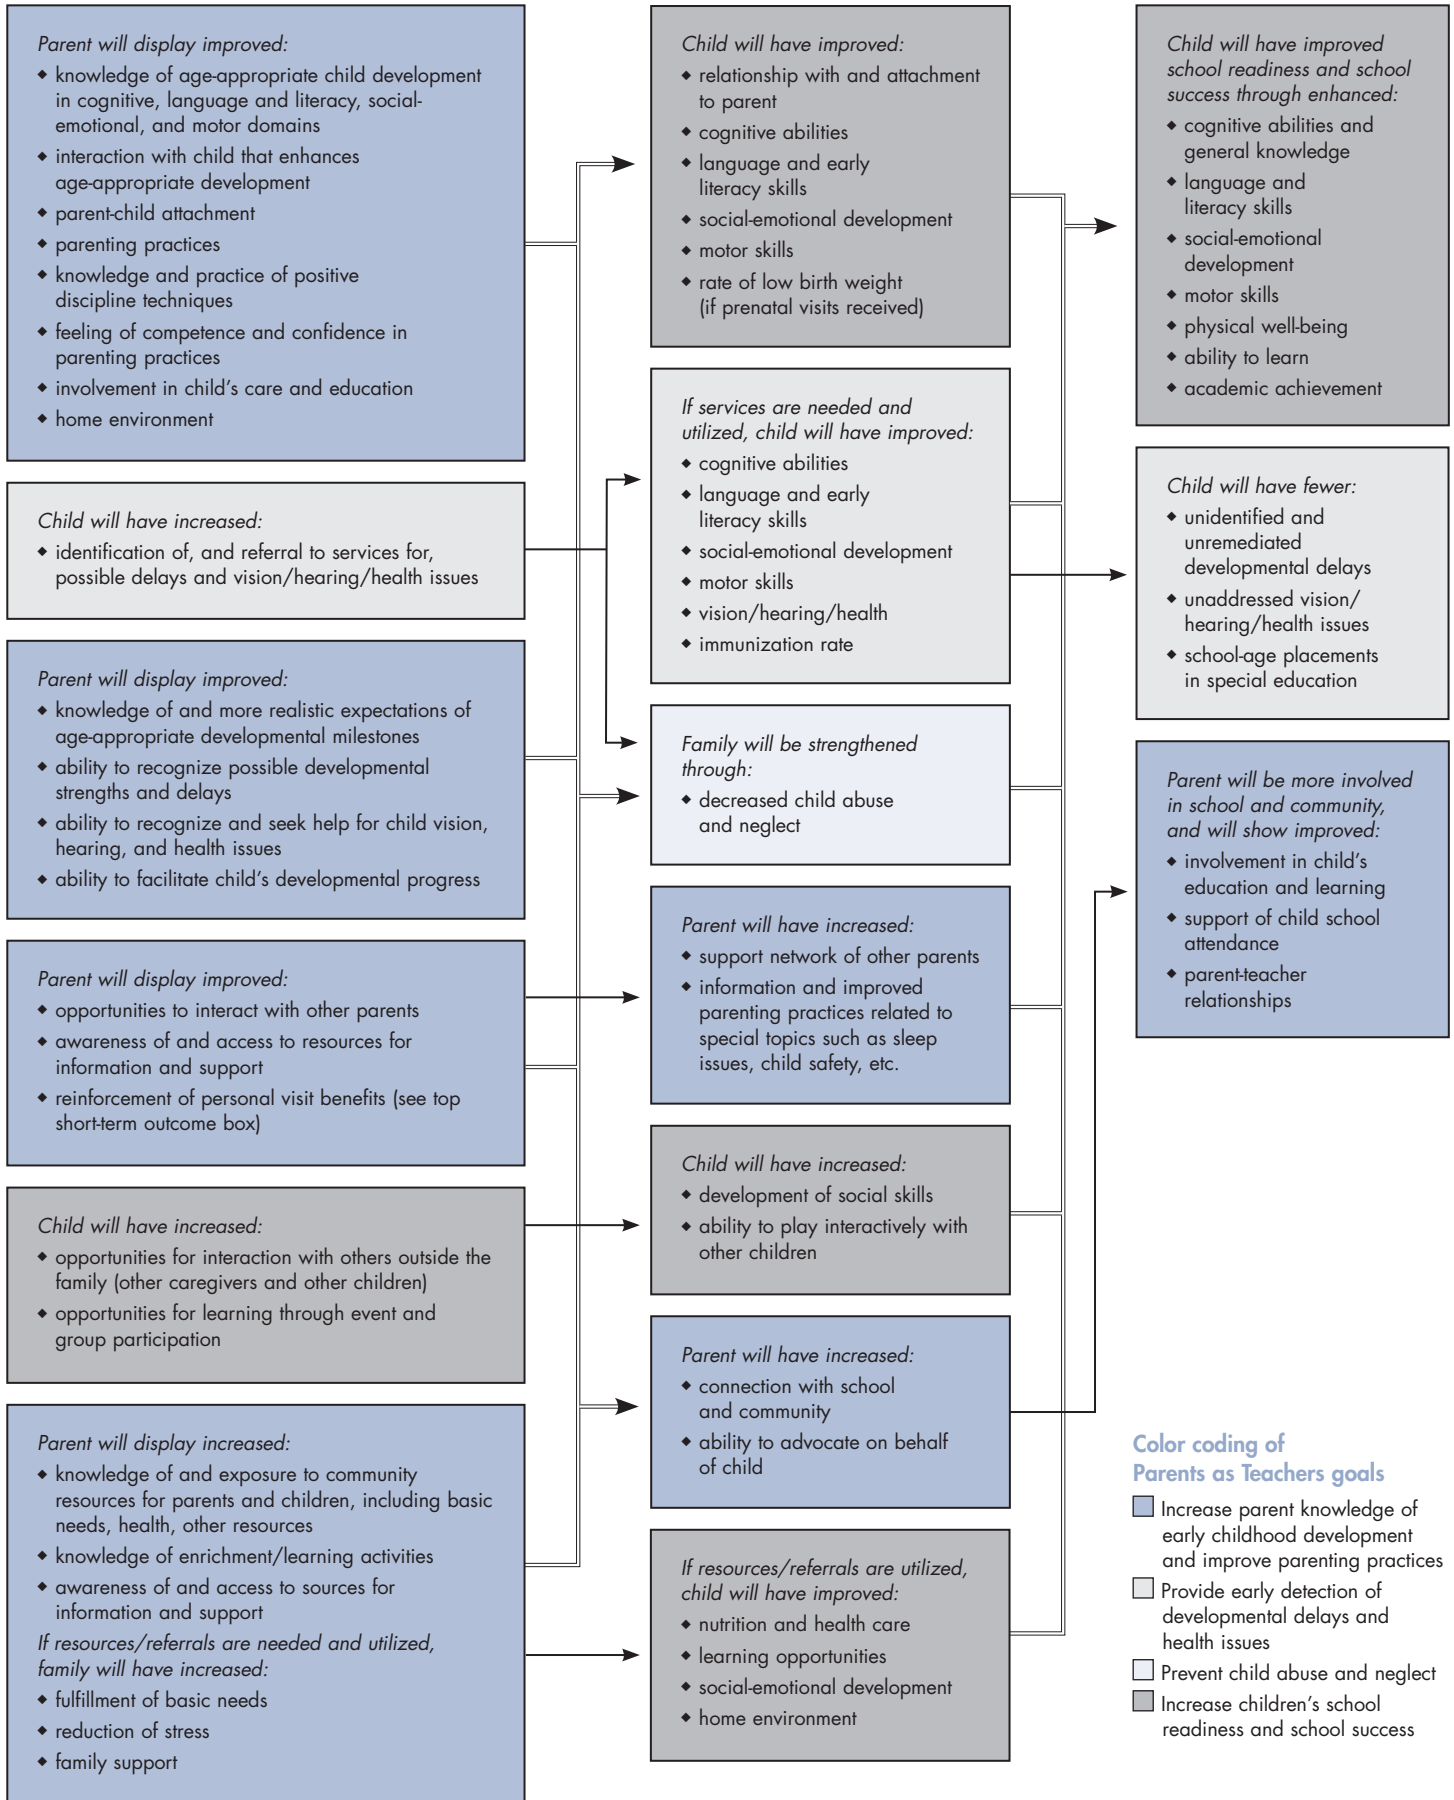 Parent will display improved:
◆ knowledge of age-appropriate child development
in cognitive, language and literacy, social-
emotional, and motor domains
◆ interaction with child that enhances
age-appropriate development
◆ parent-child attachment
◆ parenting practices
◆ knowledge and practice of positive
discipline techniques
◆ feeling of competence and confidence in
parenting practices
◆ involvement in child's care and education
◆ home environment
Child will have increased:
◆ identification of, and referral to services for,
possible delays and vision/hearing/health issues
Parent will display improved:
◆ knowledge of and more realistic expectations of
age-appropriate developmental milestones
◆ ability to recognize possible developmental
strengths and delays
◆ ability to recognize and seek help for child vision,
hearing, and health issues
◆ ability to facilitate child's developmental progress
Parent will display improved:
◆ opportunities to interact with other parents
◆ awareness of and access to resources for
information and support
◆ reinforcement of personal visit benefits (see top
short-term outcome box)
Child will have increased:
◆ opportunities for interaction with others outside the
family (other caregivers and other children)
◆ opportunities for learning through event and
group participation
Parent will display increased:
◆ knowledge of and exposure to community
resources for parents and children, including basic
needs, health, other resources
◆ knowledge of enrichment/learning activities
◆ awareness of and access to sources for
information and support
If resources/referrals are needed and utilized,
family will have increased:
◆ fulfillment of basic needs
◆ reduction of stress
◆ family support
Child will have improved:
◆ relationship with and attachment
to parent
◆ cognitive abilities
◆ language and early
literacy skills
◆ social-emotional development
◆ motor skills
◆ rate of low birth weight
(if prenatal visits received)
If services are needed and
utilized, child will have improved:
◆ cognitive abilities
◆ language and early
literacy skills
◆ social-emotional development
◆ motor skills
◆ vision/hearing/health
◆ immunization rate
Family will be strengthened
through:
◆ decreased child abuse
and neglect
Parent will have increased:
◆ support network of other parents
◆ information and improved
parenting practices related to
special topics such as sleep
issues, child safety, etc.
Child will have increased:
◆ development of social skills
◆ ability to play interactively with
other children
Parent will have increased:
◆ connection with school
and community
◆ ability to advocate on behalf
of child
If resources/referrals are utilized,
child will have improved:
◆ nutrition and health care
◆ learning opportunities
◆ social-emotional development
◆ home environment
Child will have improved
school readiness and school
success through enhanced:
◆ cognitive abilities and
general knowledge
◆ language and
literacy skills
◆ social-emotional
development
◆ motor skills
◆ physical well-being
◆ ability to learn
◆ academic achievement
Child will have fewer:
◆ unidentified and
unremediated
developmental delays
◆ unaddressed vision/
hearing/health issues
◆ school-age placements
in special education
Parent will be more involved
in school and community,
and will show improved:
◆ involvement in child's
education and learning
◆ support of child school
attendance
◆ parent-teacher
relationships
Color coding of
Parents as Teachers goals
Increase parent knowledge of
early childhood development
and improve parenting practices
Provide early detection of
developmental delays and
health issues
Prevent child abuse and neglect
Increase children's school
readiness and school success